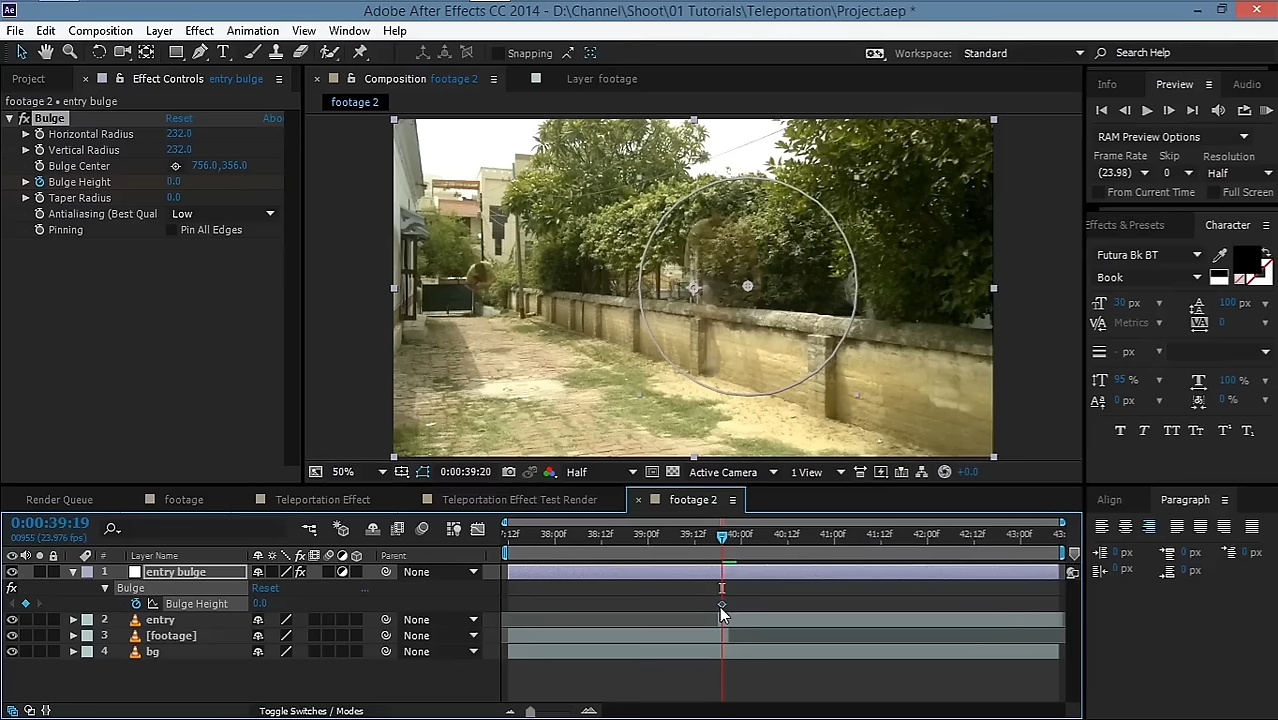 Adobe After Effects CC 2014 - D:\Channel\Shoot\01 Tutorials\Teleportation\Project.aep *
File Edit Composition Layer Effect Animation View Window Help
Snapping Workspace: Standard Search Help
Project Effect Controls entry bulge Composition footage 2 Layer footage Info Preview Audio
footage 2 • entry bulge footage 2
fx Bulge Reset Abo
Horizontal Radius 232.0
Vertical Radius 232.0
Bulge Center 756.0,356.0
Bulge Height 0.0
Taper Radius 0.0
Antialiasing (Best Qual Low
Pinning Pin All Edges
RAM Preview Options
Frame Rate Skip Resolution
(23.98) 0 Half
From Current Time Full Screen
Effects & Presets Character
Futura Bk BT
Book
30 px 100 %
Metrics 0
- px
95 % 100 %
0 px 0 %
T T TT Tт T¹ T₁
50% 0:00:39:20 Half Active Camera 1 View +0.0
Render Queue footage Teleportation Effect Teleportation Effect Test Render footage 2 Align Paragraph
0:00:39:19
00955 (23.976 fps)
:12f 38:00f 38:12f 39:00f 39:12f 40:00f 40:12f 41:00f 41:12f 42:00f 42:12f 43:00f 43:
# Layer Name Parent
1 entry bulge None
fx Bulge Reset ...
Bulge Height 0.0
2 entry None
3 [footage] None
4 bg None
0 px 0 px 0 px
0 px 0 px
Toggle Switches / Modes